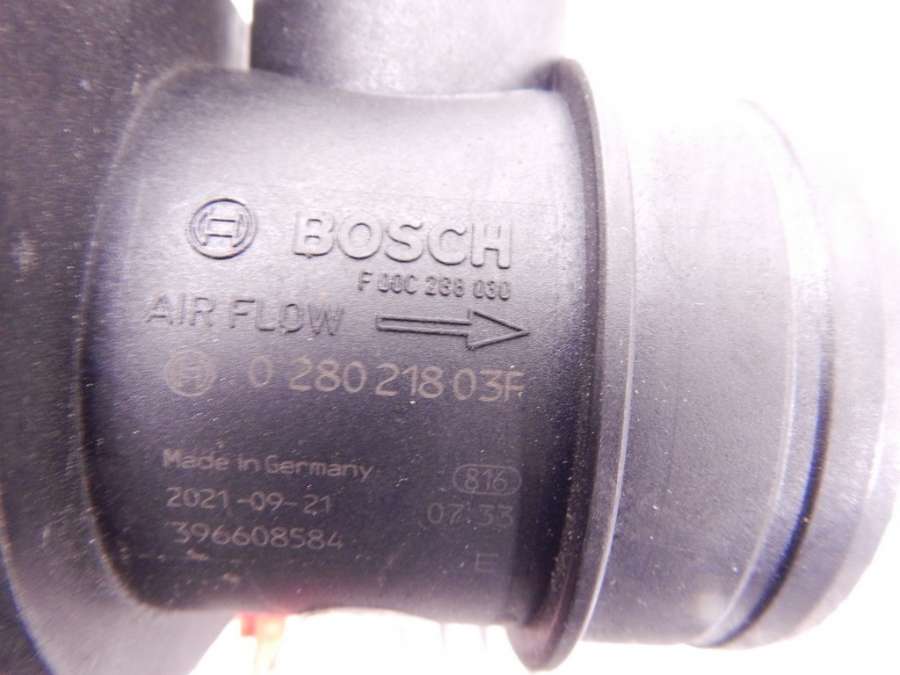 BOSCH
F 00C 2B8 030
AIR FLOW
0 280 218 03F
Made in Germany
816
2021-09-21
07:33
396608584
E